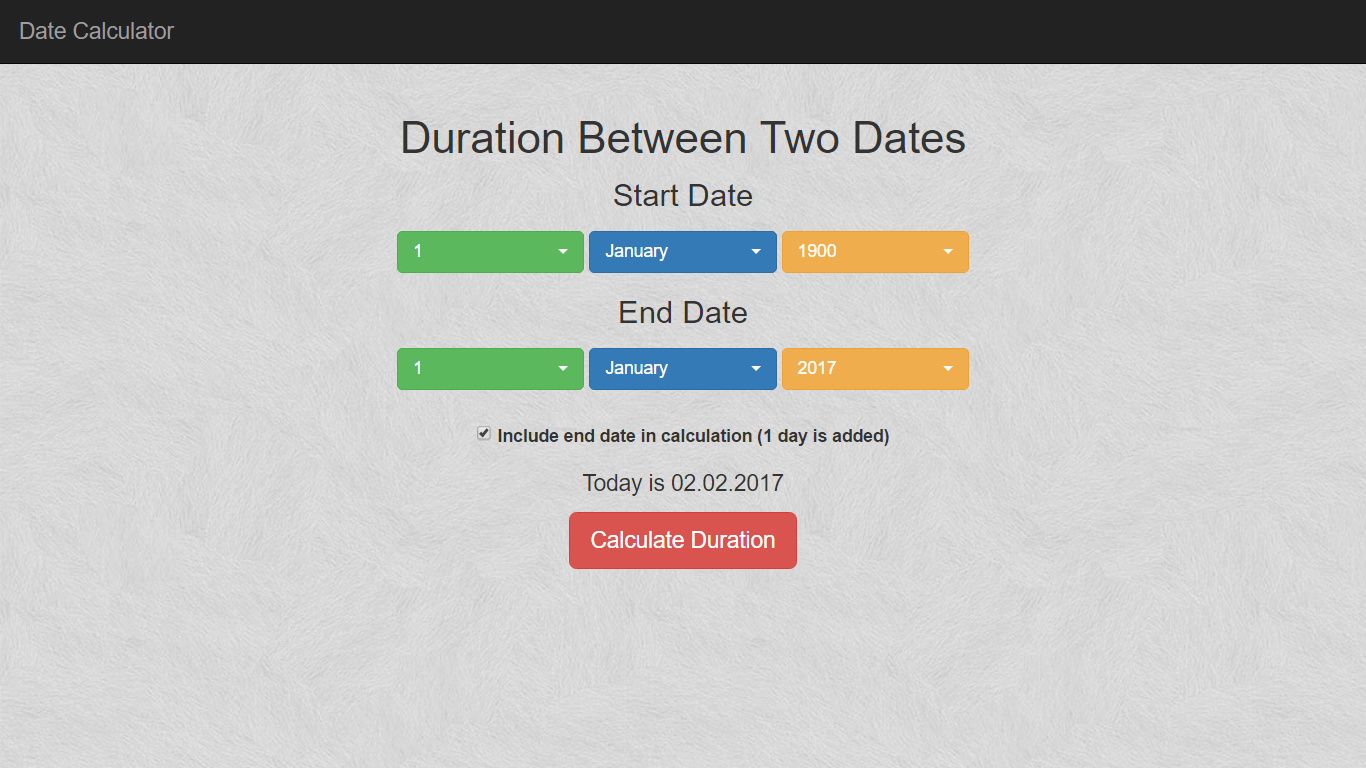 Date Calculator
Duration Between Two Dates
Start Date
1 January 1900
End Date
1 January 2017
Include end date in calculation (1 day is added)
Today is 02.02.2017
Calculate Duration